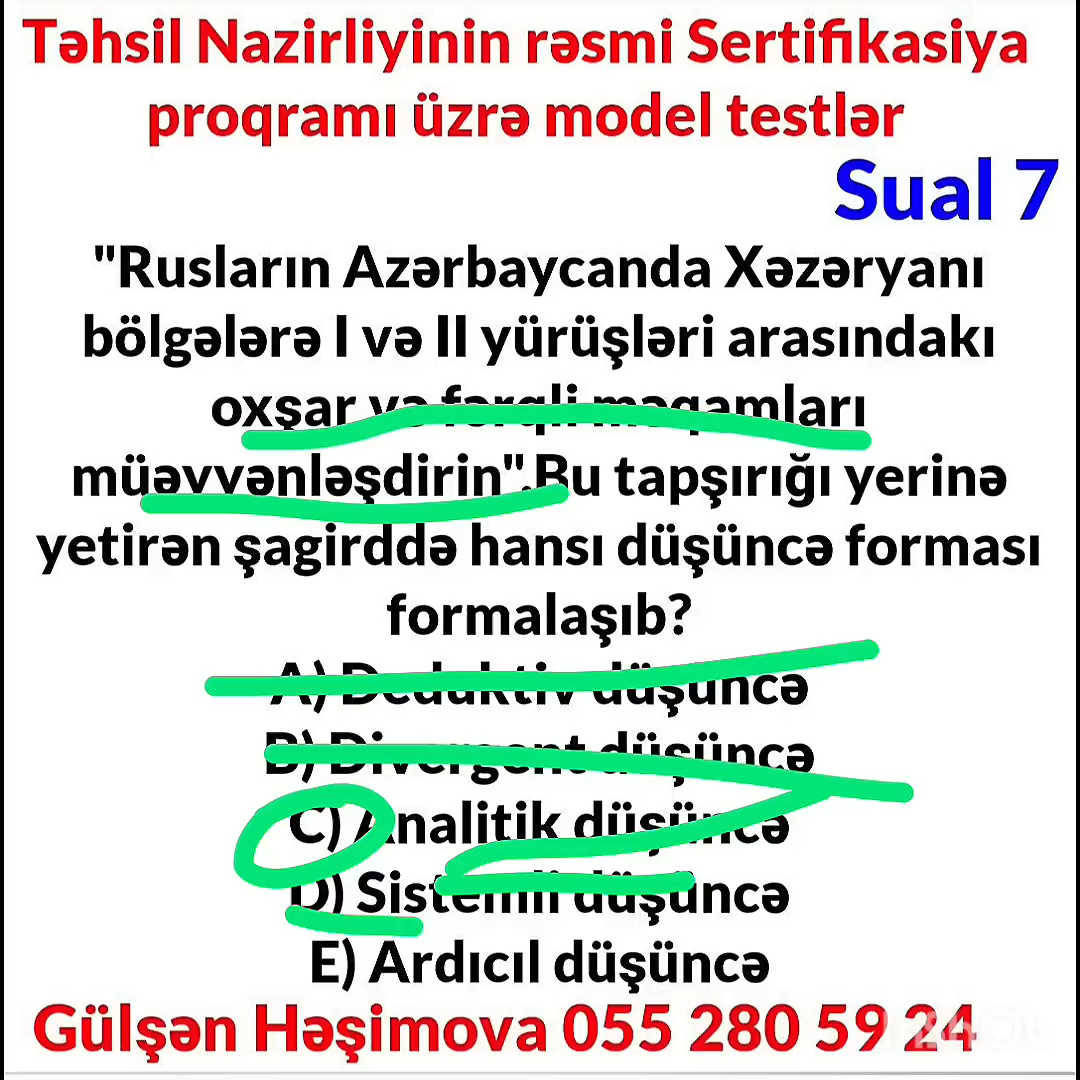 Təhsil Nazirliyinin rəsmi Sertifikasiya
proqramı üzrə model testlər
Sual 7
"Rusların Azərbaycanda Xəzəryanı
bölgələrə I və II yürüşləri arasındakı
oxşar və fərqli məqamları
müəyyənləşdirin".Bu tapşırığı yerinə
yetirən şagirddə hansı düşüncə forması
formalaşıb?
A) Deduktiv düşüncə
B) Divergent düşüncə
C) Analitik düşüncə
D) Sistemli düşüncə
E) Ardıcıl düşüncə
Gülşən Həşimova 055 280 59 24